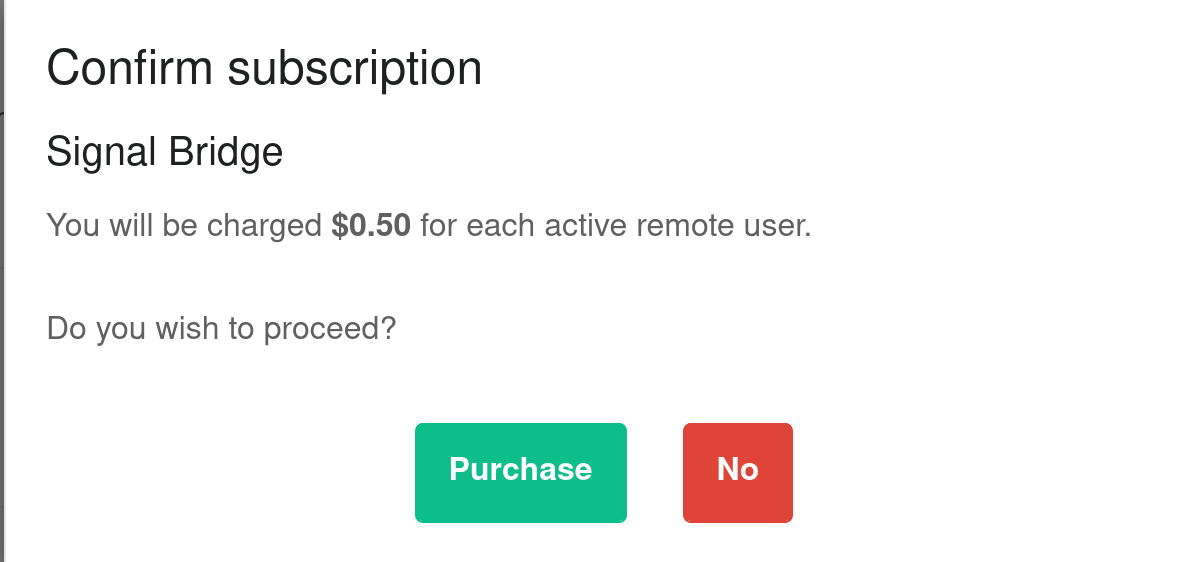 Confirm subscription
Signal Bridge
You will be charged $0.50 for each active remote user.
Do you wish to proceed?
Purchase
No